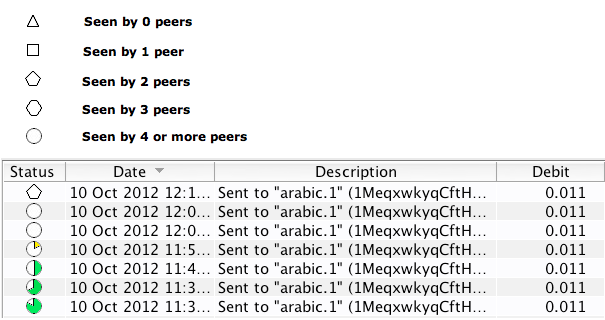 Seen by 0 peers
Seen by 1 peer
Seen by 2 peers
Seen by 3 peers
Seen by 4 or more peers
Status Date Description Debit
10 Oct 2012 12:1... Sent to "arabic.1" (1MeqxwkyqCftH... 0.011
10 Oct 2012 12:0... Sent to "arabic.1" (1MeqxwkyqCftH... 0.011
10 Oct 2012 12:0... Sent to "arabic.1" (1MeqxwkyqCftH... 0.011
10 Oct 2012 11:5... Sent to "arabic.1" (1MeqxwkyqCftH... 0.011
10 Oct 2012 11:4... Sent to "arabic.1" (1MeqxwkyqCftH... 0.011
10 Oct 2012 11:3... Sent to "arabic.1" (1MeqxwkyqCftH... 0.011
10 Oct 2012 11:3... Sent to "arabic.1" (1MeqxwkyqCftH... 0.011